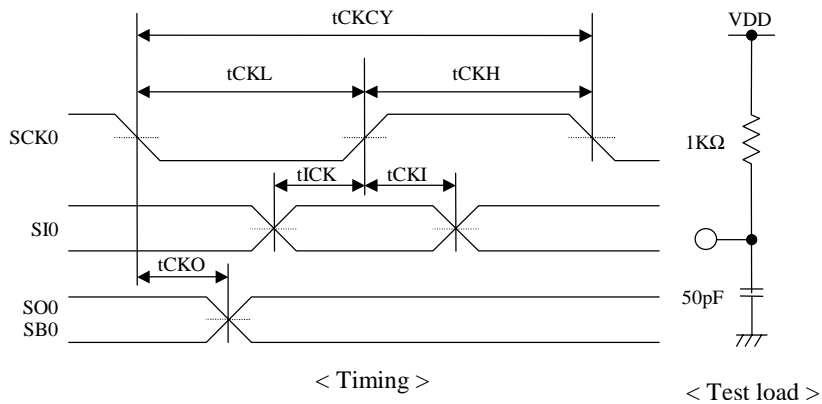 tCKCY
VDD
tCKL
tCKH
SCK0
1KΩ
tICK
tCKI
SI0
tCKO
50pF
SO0
SB0
< Timing >
< Test load >